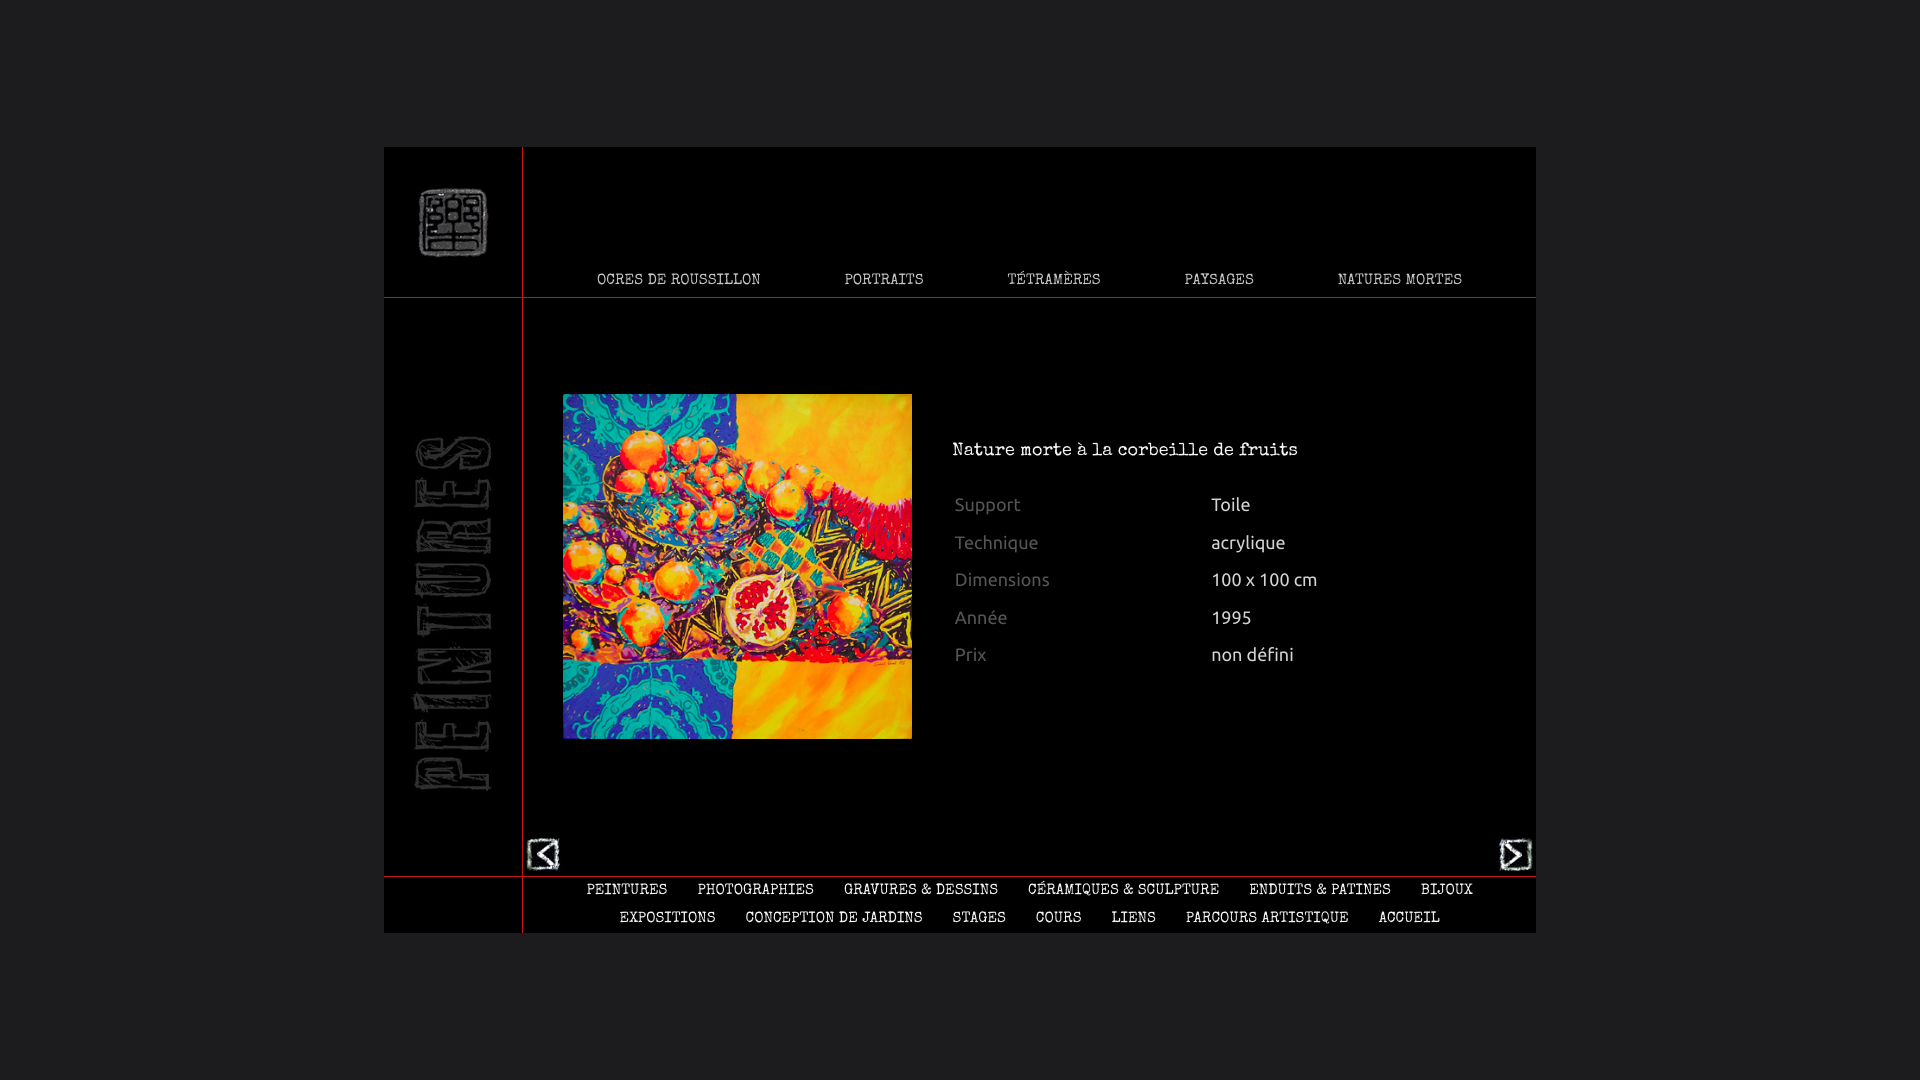 OCRES DE ROUSSILLON PORTRAITS TÉTRAMÈRES PAYSAGES NATURES MORTES
PEINTURES
Nature morte à la corbeille de fruits
Support Toile
Technique acrylique
Dimensions 100 x 100 cm
Année 1995
Prix non défini
PEINTURES PHOTOGRAPHIES GRAVURES & DESSINS CÉRAMIQUES & SCULPTURE ENDUITS & PATINES BIJOUX
EXPOSITIONS CONCEPTION DE JARDINS STAGES COURS LIENS PARCOURS ARTISTIQUE ACCUEIL